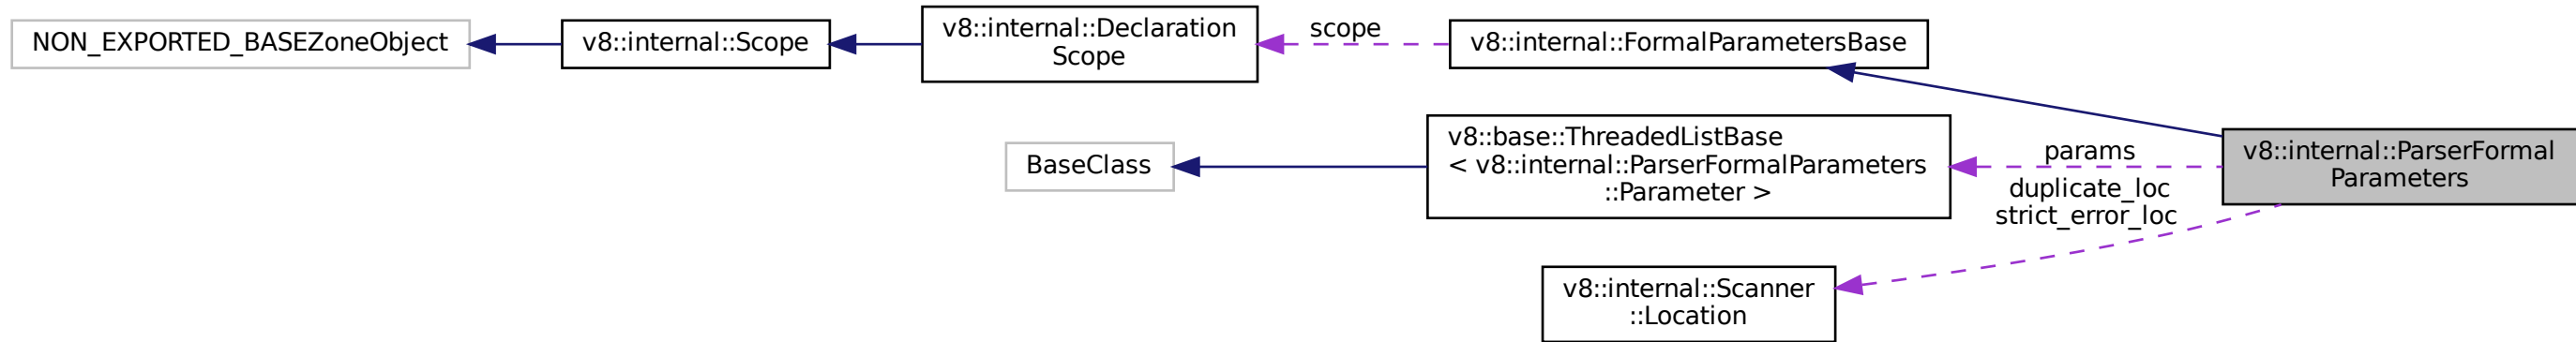 NON_EXPORTED_BASEZoneObject
v8::internal::Scope
v8::internal::Declaration
Scope
scope
v8::internal::FormalParametersBase
BaseClass
v8::base::ThreadedListBase
< v8::internal::ParserFormalParameters
::Parameter >
params
duplicate_loc
strict_error_loc
v8::internal::ParserFormal
Parameters
v8::internal::Scanner
::Location